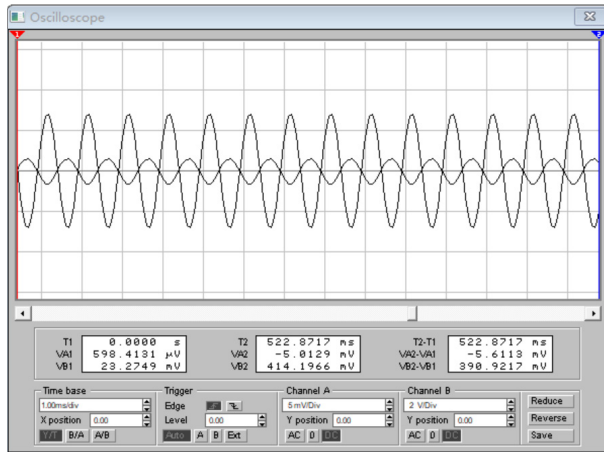 Oscilloscope
1
2
T1 0.0000 s
VA1 598.4131 μV
VB1 23.2749 mV
T2 522.8717 ms
VA2 -5.0129 mV
VB2 414.1966 mV
T2-T1 522.8717 ms
VA2-VA1 -5.6113 mV
VB2-VB1 390.9217 mV
Time base
1.00ms/div
X position 0.00
Y/T B/A A/B
Trigger
Edge
Level 0.00
Auto A B Ext
Channel A
5 mV/Div
Y position 0.00
AC 0 DC
Channel B
2 V/Div
Y position 0.00
AC 0 DC
Reduce
Reverse
Save